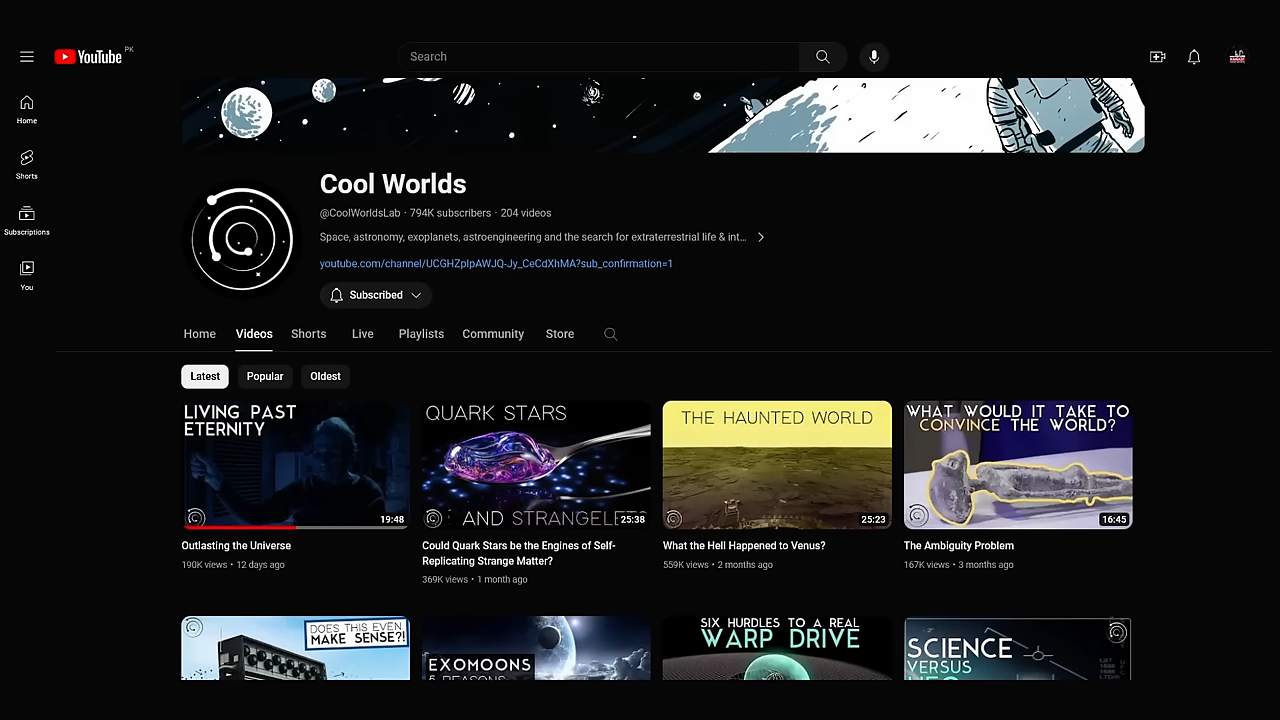 YouTube PK
Search
Home
Shorts
Subscriptions
You
Cool Worlds
@CoolWorldsLab · 794K subscribers · 204 videos
Space, astronomy, exoplanets, astroengineering and the search for extraterrestrial life & int...
youtube.com/channel/UCGHZpIpAWJQ-Jy_CeCdXhMA?sub_confirmation=1
Subscribed
Home Videos Shorts Live Playlists Community Store
Latest Popular Oldest
LIVING PAST
ETERNITY
19:48
Outlasting the Universe
190K views • 12 days ago
QUARK STARS
AND
25:38
Could Quark Stars be the Engines of Self-
Replicating Strange Matter?
369K views • 1 month ago
THE HAUNTED WORLD
25:23
What the Hell Happened to Venus?
559K views • 2 months ago
WHAT WOULD IT TAKE TO
CONVINCE THE WORLD?
16:45
The Ambiguity Problem
167K views • 3 months ago
DOES THIS EVEN
MAKE SENSE?!
EXOMOONS
5 REASONS
SIX HURDLES TO A REAL
WARP DRIVE
SCIENCE
VERSUS